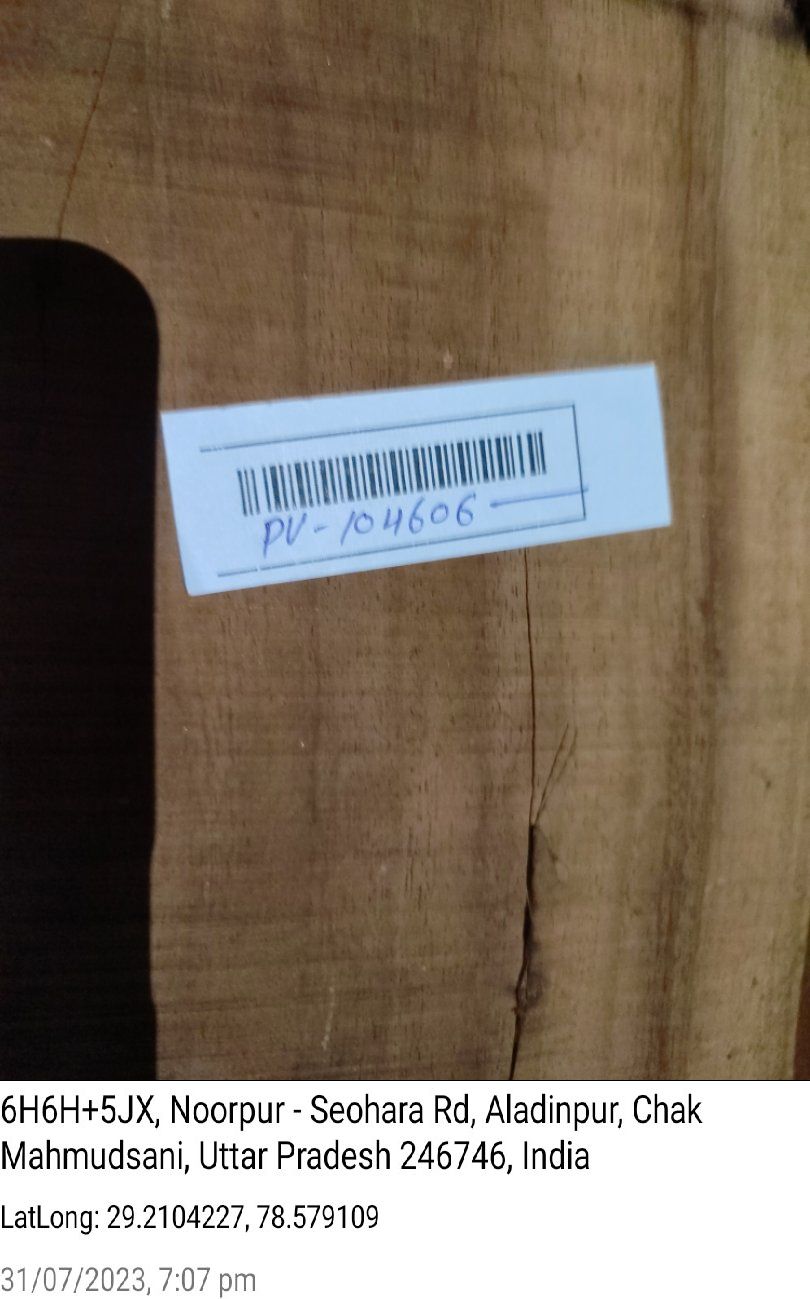 PV-104606
6H6H+5JX, Noorpur - Seohara Rd, Aladinpur, Chak
Mahmudsani, Uttar Pradesh 246746, India
LatLong: 29.2104227, 78.579109
31/07/2023, 7:07 pm